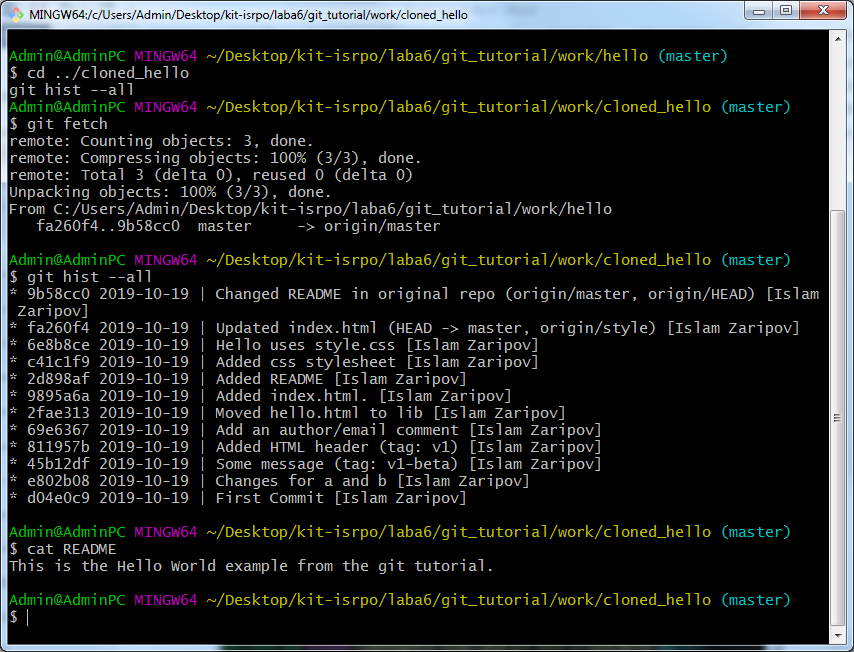 MINGW64:/c/Users/Admin/Desktop/kit-isrpo/laba6/git_tutorial/work/cloned_hello
Admin@AdminPC MINGW64 ~/Desktop/kit-isrpo/laba6/git_tutorial/work/hello (master)
$ cd ../cloned_hello
git hist --all
Admin@AdminPC MINGW64 ~/Desktop/kit-isrpo/laba6/git_tutorial/work/cloned_hello (master)
$ git fetch
remote: Counting objects: 3, done.
remote: Compressing objects: 100% (3/3), done.
remote: Total 3 (delta 0), reused 0 (delta 0)
Unpacking objects: 100% (3/3), done.
From C:/Users/Admin/Desktop/kit-isrpo/laba6/git_tutorial/work/hello
   fa260f4..9b58cc0  master     -> origin/master
Admin@AdminPC MINGW64 ~/Desktop/kit-isrpo/laba6/git_tutorial/work/cloned_hello (master)
$ git hist --all
* 9b58cc0 2019-10-19 | Changed README in original repo (origin/master, origin/HEAD) [Islam
 Zaripov]
* fa260f4 2019-10-19 | Updated index.html (HEAD -> master, origin/style) [Islam Zaripov]
* 6e8b8ce 2019-10-19 | Hello uses style.css [Islam Zaripov]
* c41c1f9 2019-10-19 | Added css stylesheet [Islam Zaripov]
* 2d898af 2019-10-19 | Added README [Islam Zaripov]
* 9895a6a 2019-10-19 | Added index.html. [Islam Zaripov]
* 2fae313 2019-10-19 | Moved hello.html to lib [Islam Zaripov]
* 69e6367 2019-10-19 | Add an author/email comment [Islam Zaripov]
* 811957b 2019-10-19 | Added HTML header (tag: v1) [Islam Zaripov]
* 45b12df 2019-10-19 | Some message (tag: v1-beta) [Islam Zaripov]
* e802b08 2019-10-19 | Changes for a and b [Islam Zaripov]
* d04e0c9 2019-10-19 | First Commit [Islam Zaripov]
Admin@AdminPC MINGW64 ~/Desktop/kit-isrpo/laba6/git_tutorial/work/cloned_hello (master)
$ cat README
This is the Hello World example from the git tutorial.
Admin@AdminPC MINGW64 ~/Desktop/kit-isrpo/laba6/git_tutorial/work/cloned_hello (master)
$